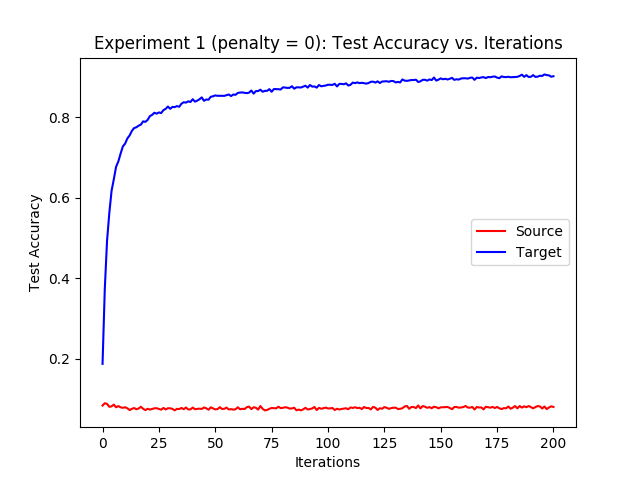 Experiment 1 (penalty = 0): Test Accuracy vs. Iterations
0.8
0.6
0.4
0.2
Test Accuracy
Source
Target
0 25 50 75 100 125 150 175 200
Iterations